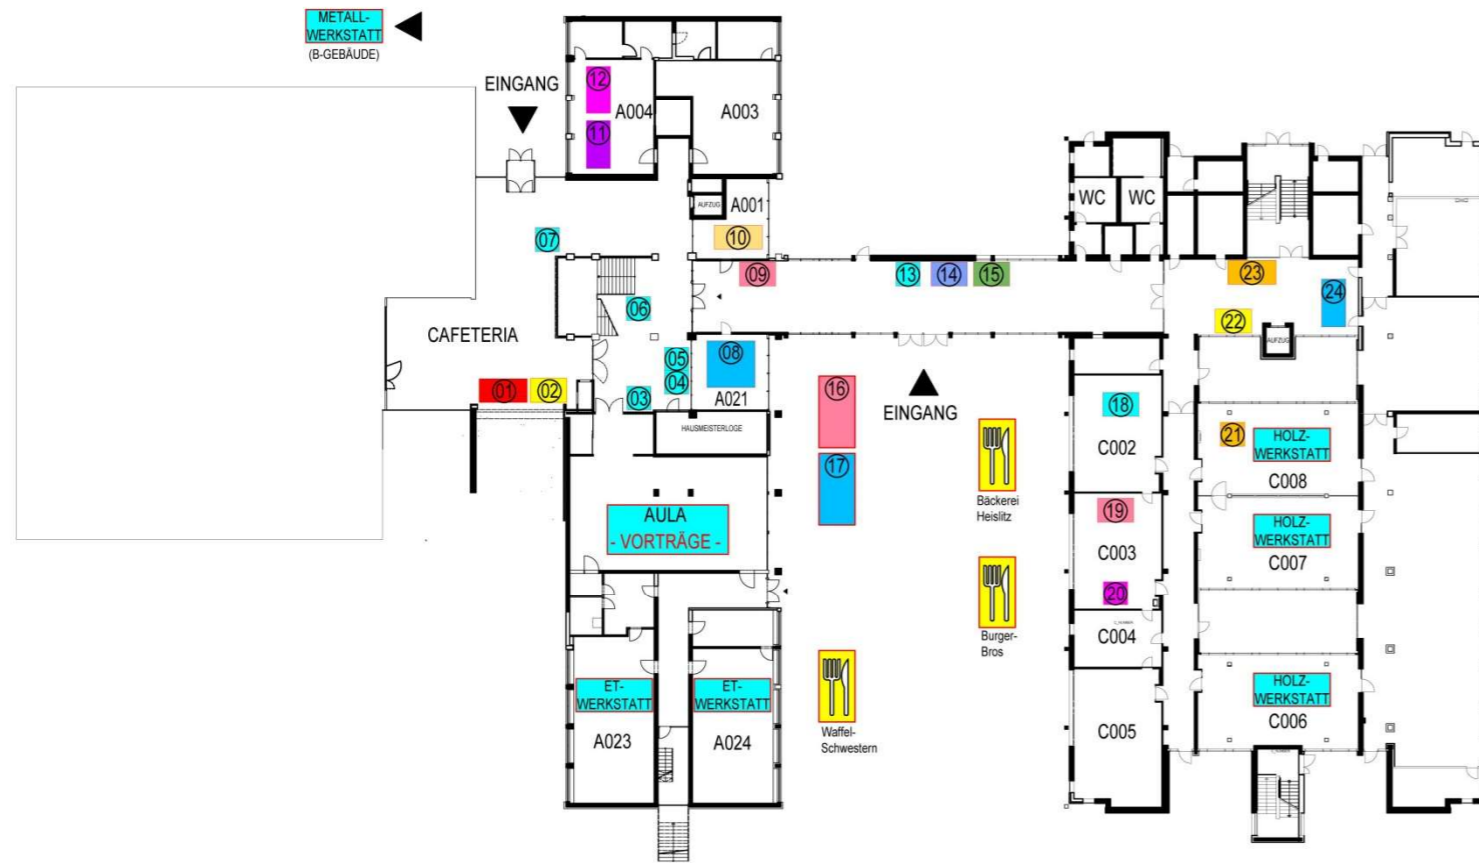 METALL-
WERKSTATT
(B-GEBÄUDE)
EINGANG
12
A004
A003
11
AUFZUG
A001
WC
WC
07
10
09
13
14
15
23
24
06
22
CAFETERIA
AUFZUG
05
08
01
02
04
03
A021
16
EINGANG
18
HAUSMEISTERLOGE
C002
21
HOLZ-
WERKSTATT
C008
17
Bäckerei
Heislitz
AULA
- VORTRÄGE -
19
C003
HOLZ-
WERKSTATT
C007
20
Burger-
Bros
C004
ET-
WERKSTATT
A023
ET-
WERKSTATT
A024
Waffel-
Schwestern
C005
HOLZ-
WERKSTATT
C006